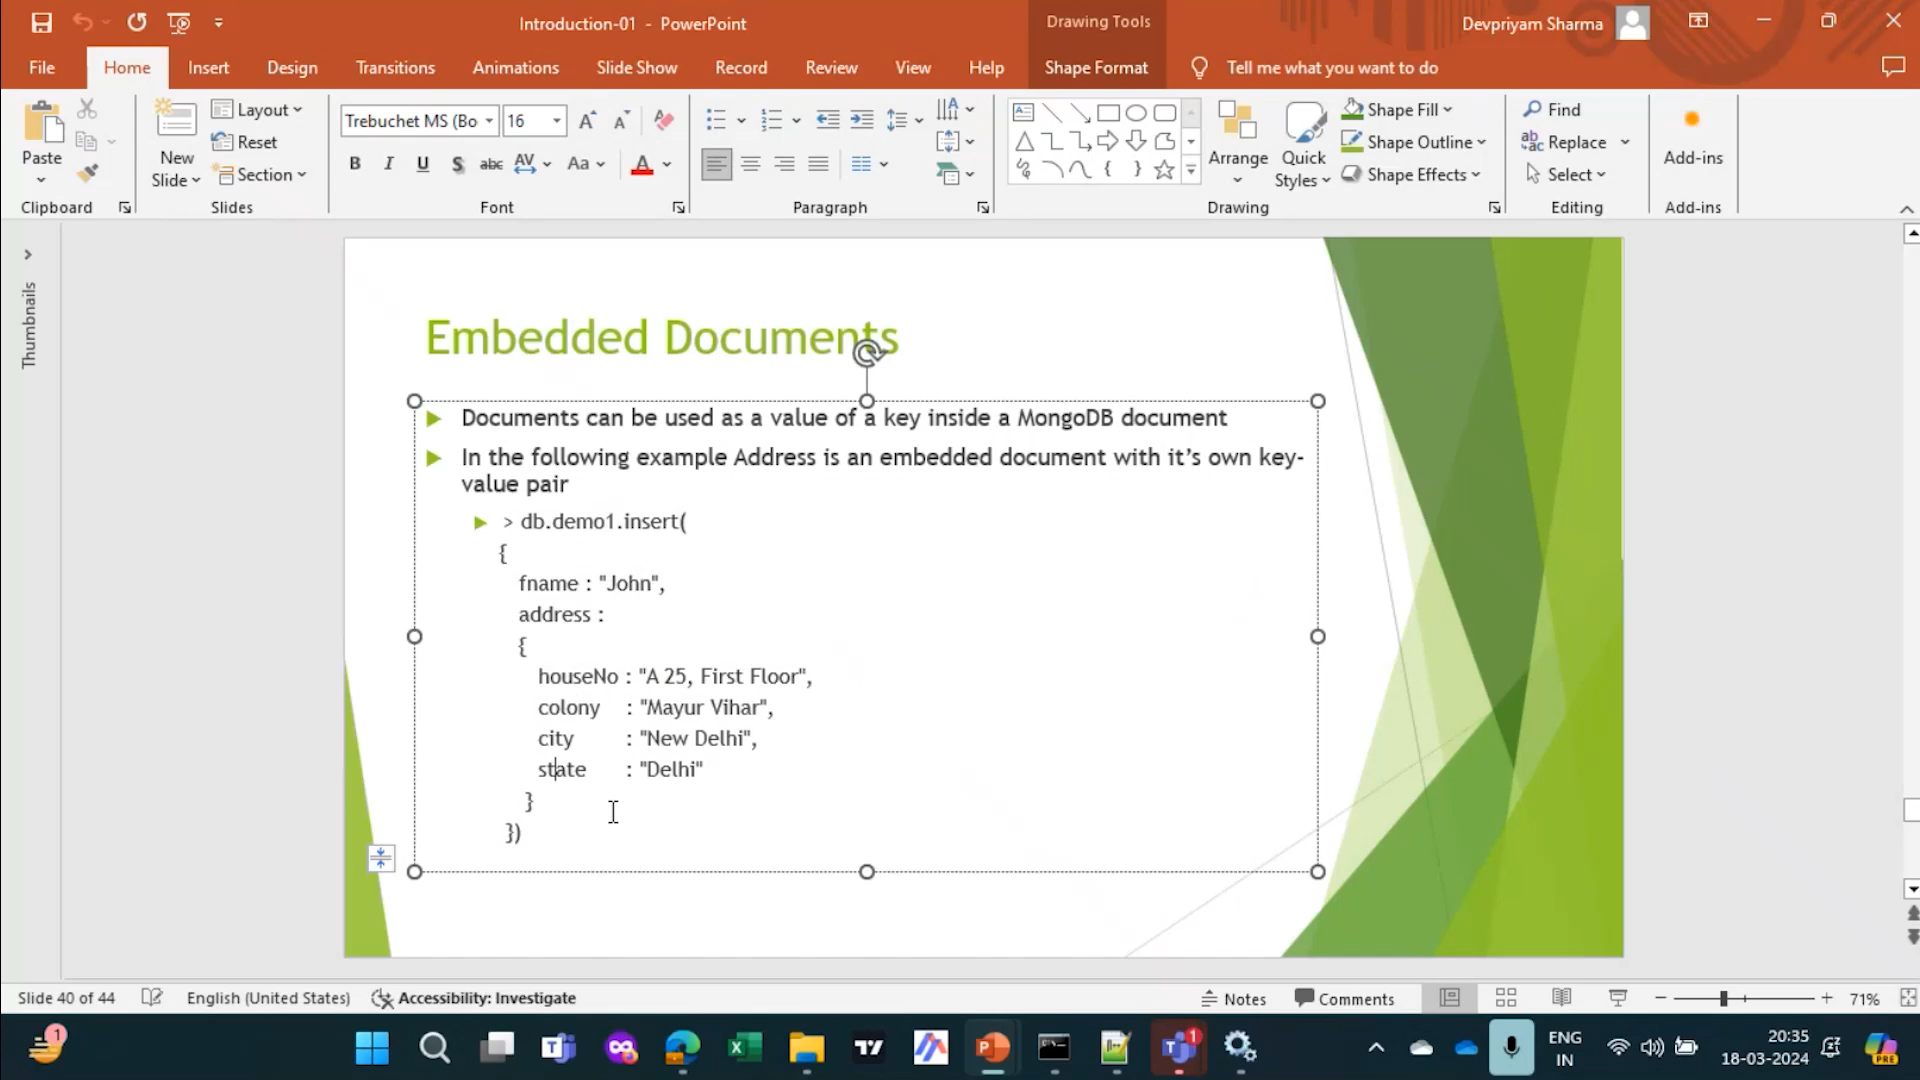 Introduction-01 - PowerPoint
Drawing Tools
Devpriyam Sharma
File Home Insert Design Transitions Animations Slide Show Record Review View Help Shape Format Tell me what you want to do
Paste
Clipboard
New
Slide
Layout
Reset
Section
Slides
Trebuchet MS (Bo 16
B I U S abc AV Aa A
Font
Paragraph
Arrange
Quick
Styles
Shape Fill
Shape Outline
Shape Effects
Drawing
Find
Replace
Select
Editing
Add-ins
Add-ins
Thumbnails
Embedded Documents
Documents can be used as a value of a key inside a MongoDB document
In the following example Address is an embedded document with it's own key-
value pair
> db.demo1.insert(
{
fname : "John",
address :
{
houseNo : "A 25, First Floor",
colony : "Mayur Vihar",
city : "New Delhi",
state : "Delhi"
}
})
Slide 40 of 44 English (United States) Accessibility: Investigate Notes Comments 71%
1
1
ENG
IN
20:35
18-03-2024
PRE